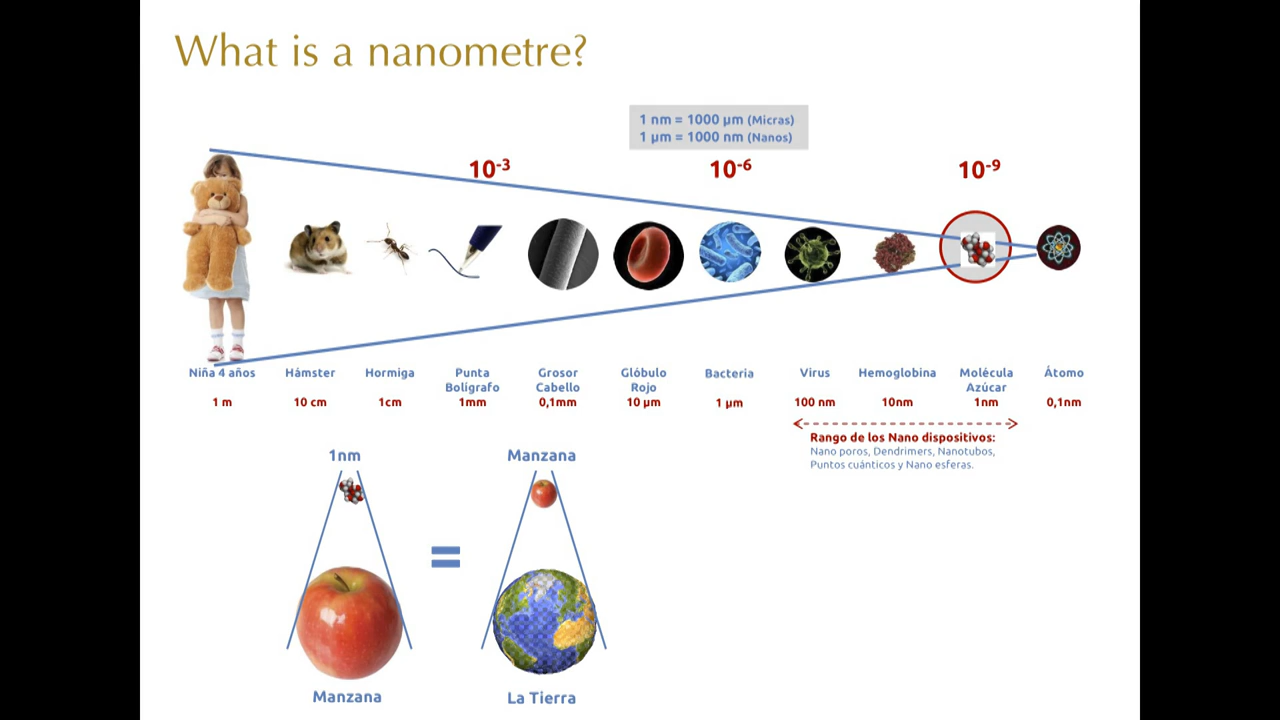 What is a nanometre?
1 nm = 1000 µm (Micras)
1 µm = 1000 nm (Nanos)
10-3
10-6
10-9
Niña 4 años
1 m
Hámster
10 cm
Hormiga
1cm
Punta
Bolígrafo
1mm
Grosor
Cabello
0,1mm
Glóbulo
Rojo
10 µm
Bacteria
1 µm
Virus
100 nm
Hemoglobina
10nm
Molécula
Azúcar
1nm
Átomo
0,1nm
Rango de los Nano dispositivos:
Nano poros, Dendrimers, Nanotubos,
Puntos cuánticos y Nano esferas.
1nm
Manzana
=
Manzana
La Tierra